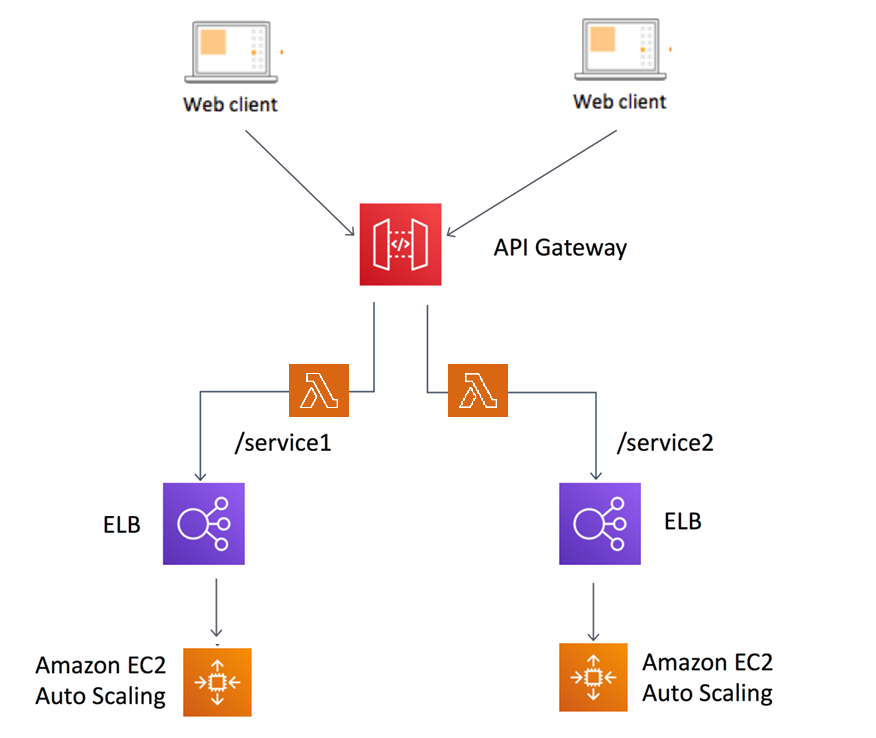 Web client
Web client
</>
API Gateway
/service1
/service2
ELB
ELB
Amazon EC2
Auto Scaling
Amazon EC2
Auto Scaling